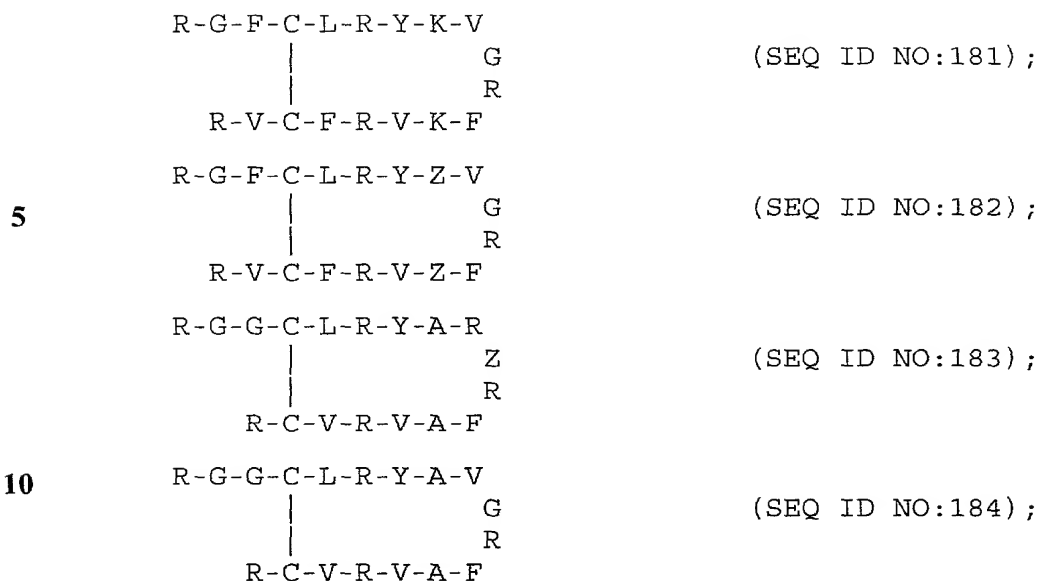 R-G-F-C-L-R-Y-K-V
G (SEQ ID NO:181);
R
R-V-C-F-R-V-K-F
R-G-F-C-L-R-Y-Z-V
5 G (SEQ ID NO:182);
R
R-V-C-F-R-V-Z-F
R-G-G-C-L-R-Y-A-R
Z (SEQ ID NO:183);
R
R-C-V-R-V-A-F
R-G-G-C-L-R-Y-A-V
10 G (SEQ ID NO:184);
R
R-C-V-R-V-A-F